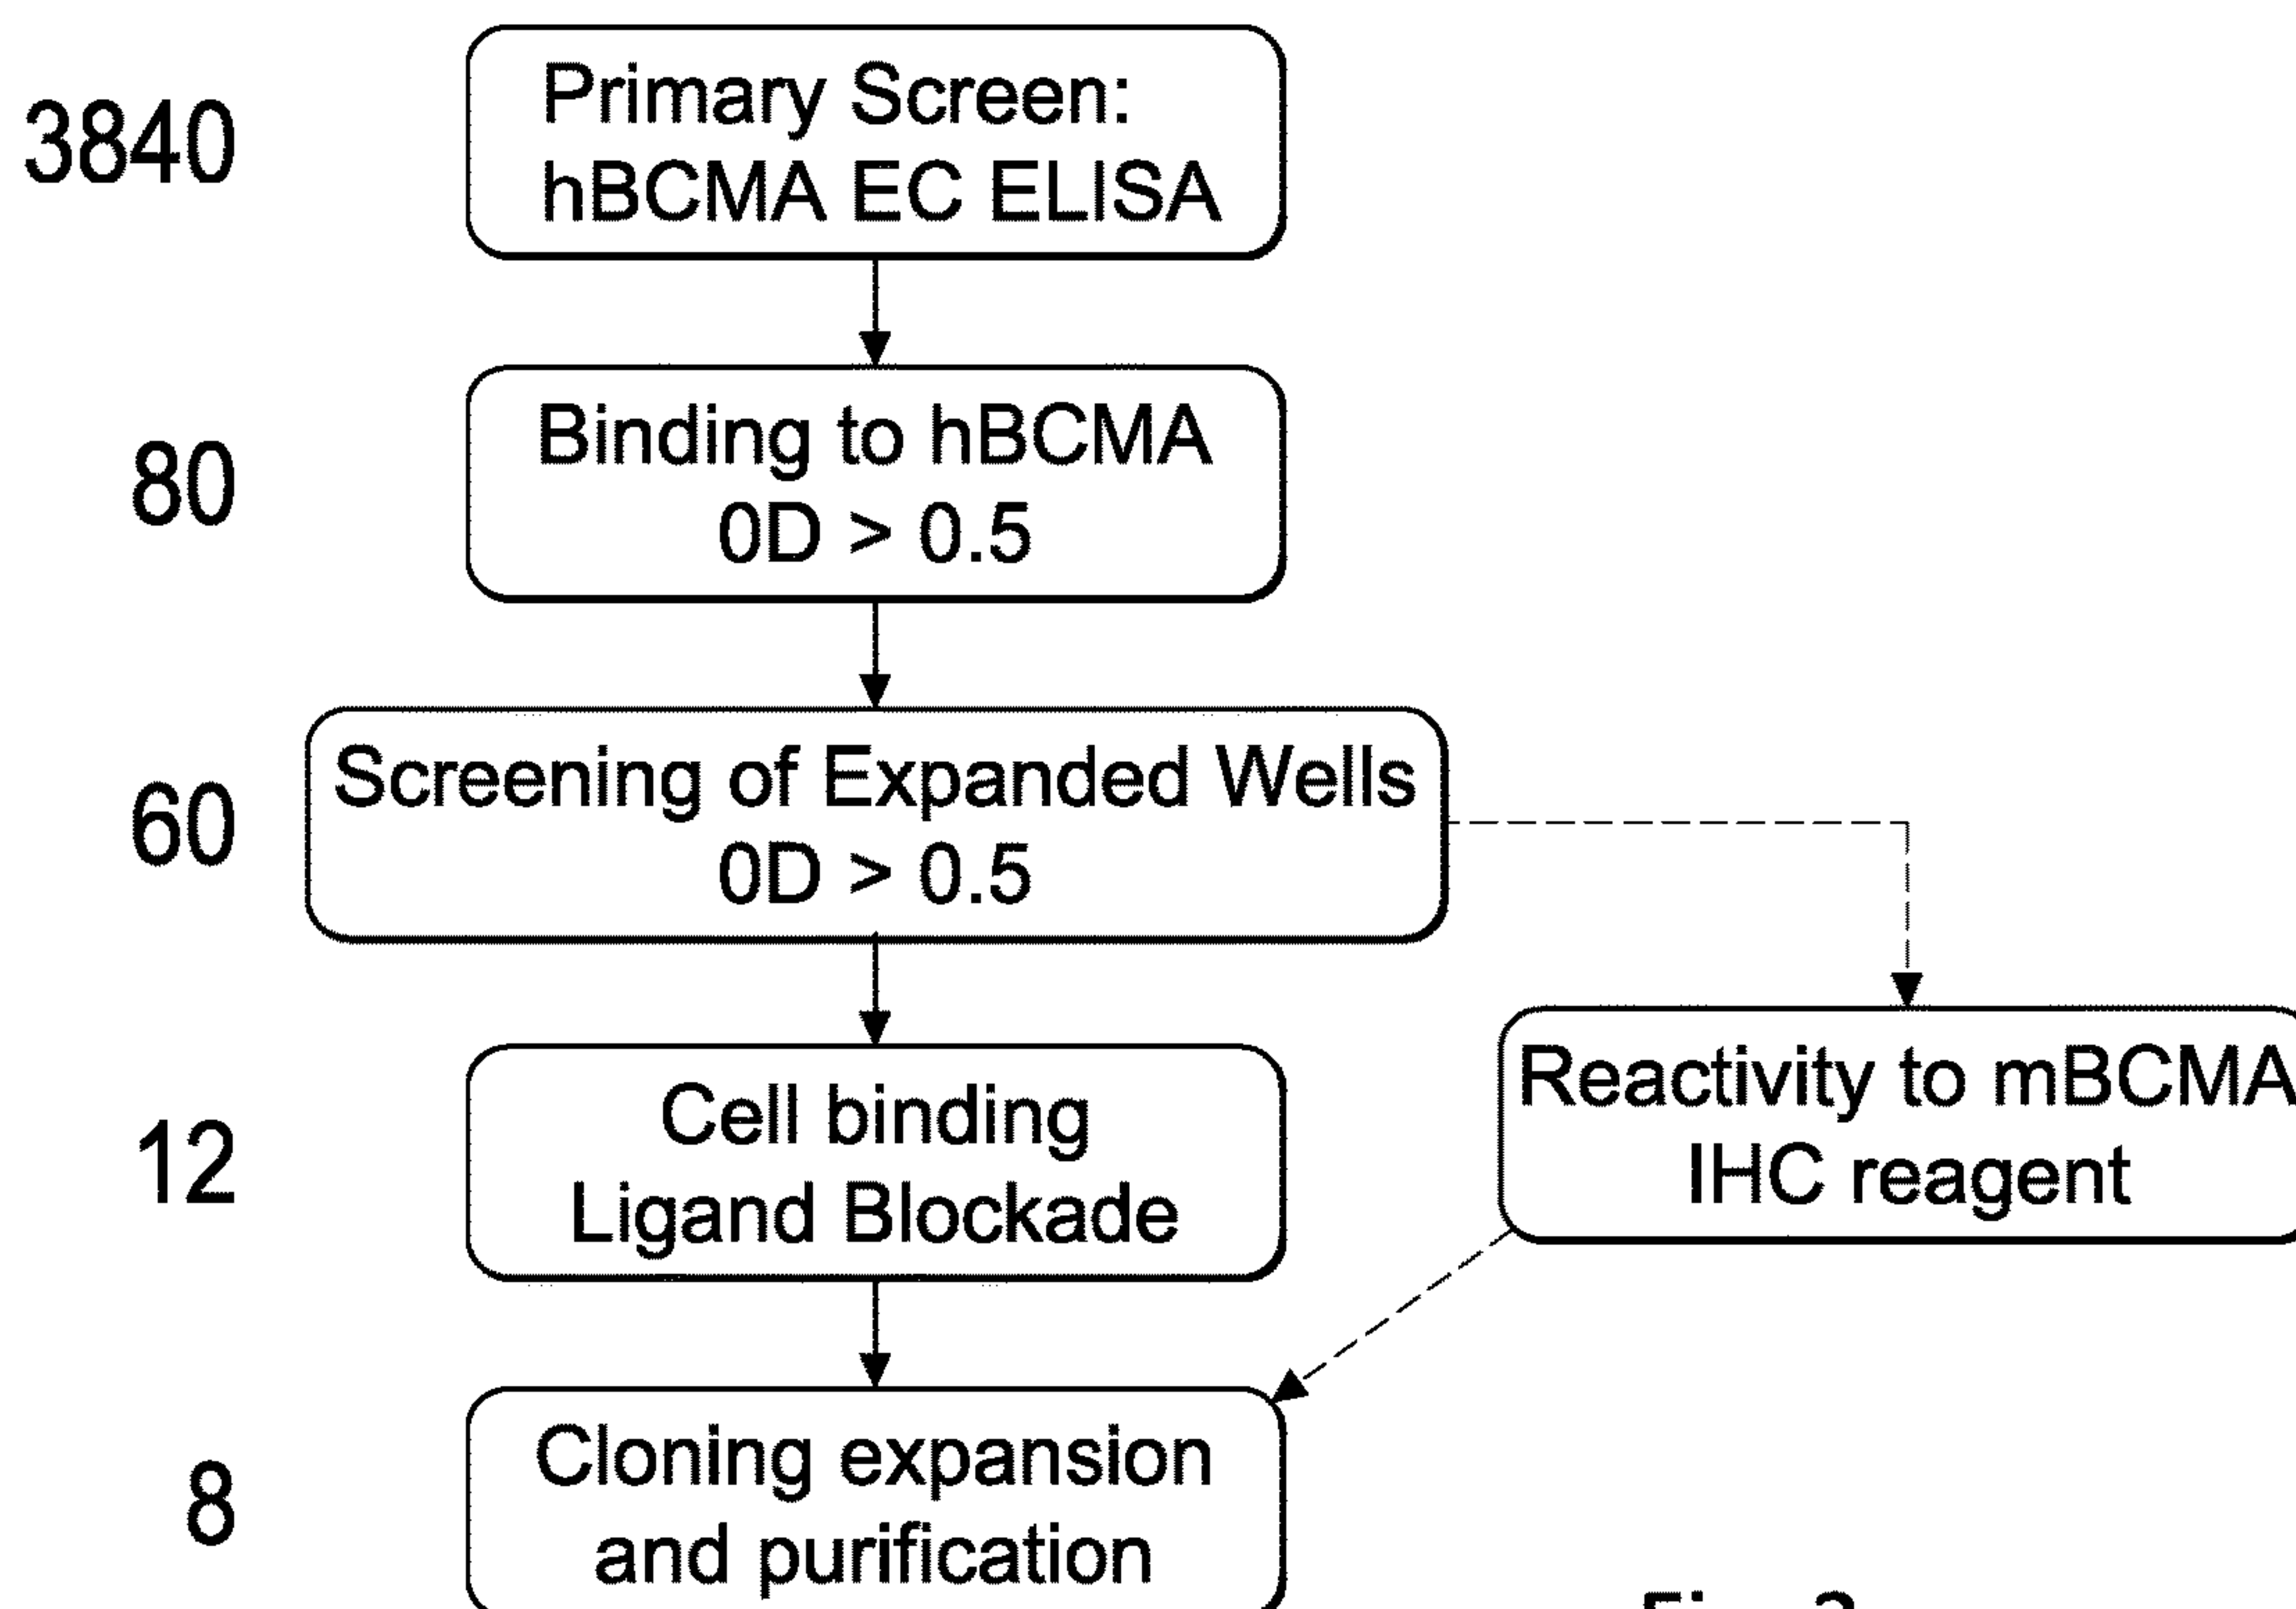 3840
Primary Screen:
hBCMA EC ELISA
80
Binding to hBCMA
0D > 0.5
60
Screening of Expanded Wells
0D > 0.5
12
Cell binding
Ligand Blockade
Reactivity to mBCMA
IHC reagent
8
Cloning expansion
and purification